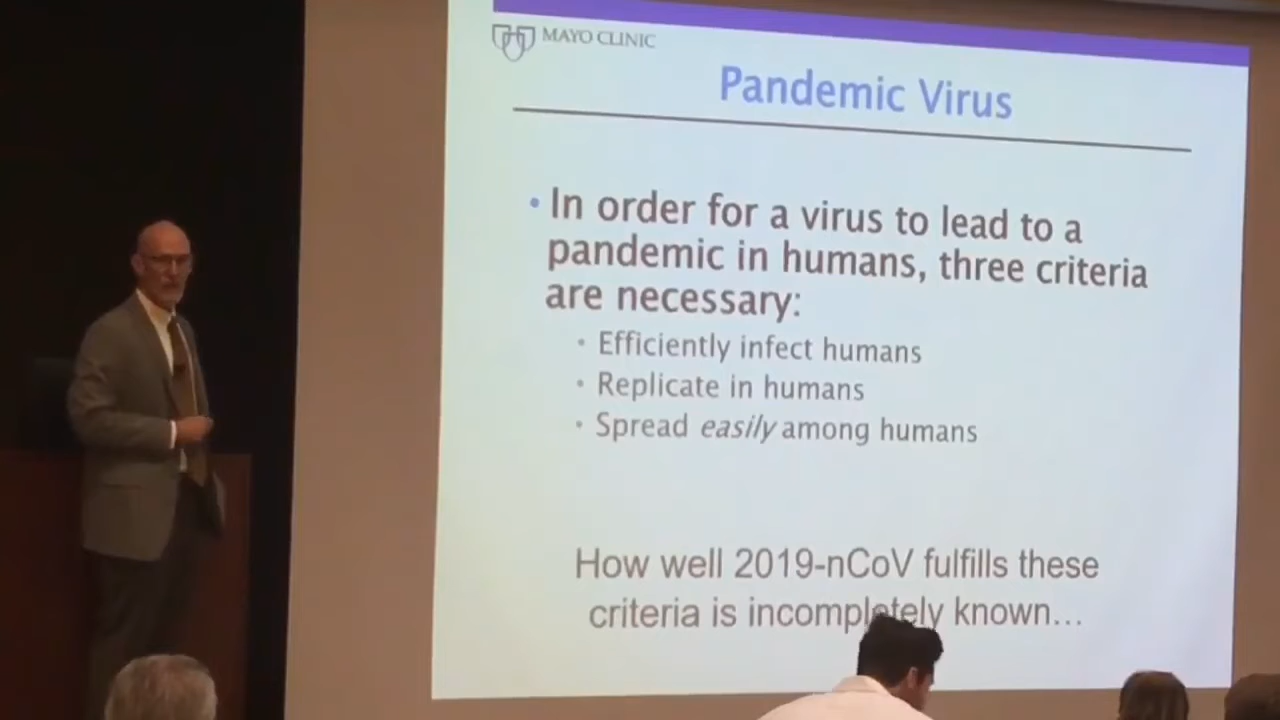 MAYO CLINIC
Pandemic Virus
• In order for a virus to lead to a
pandemic in humans, three criteria
are necessary:
• Efficiently infect humans
• Replicate in humans
• Spread easily among humans
How well 2019-nCoV fulfills these
criteria is incompletely known...